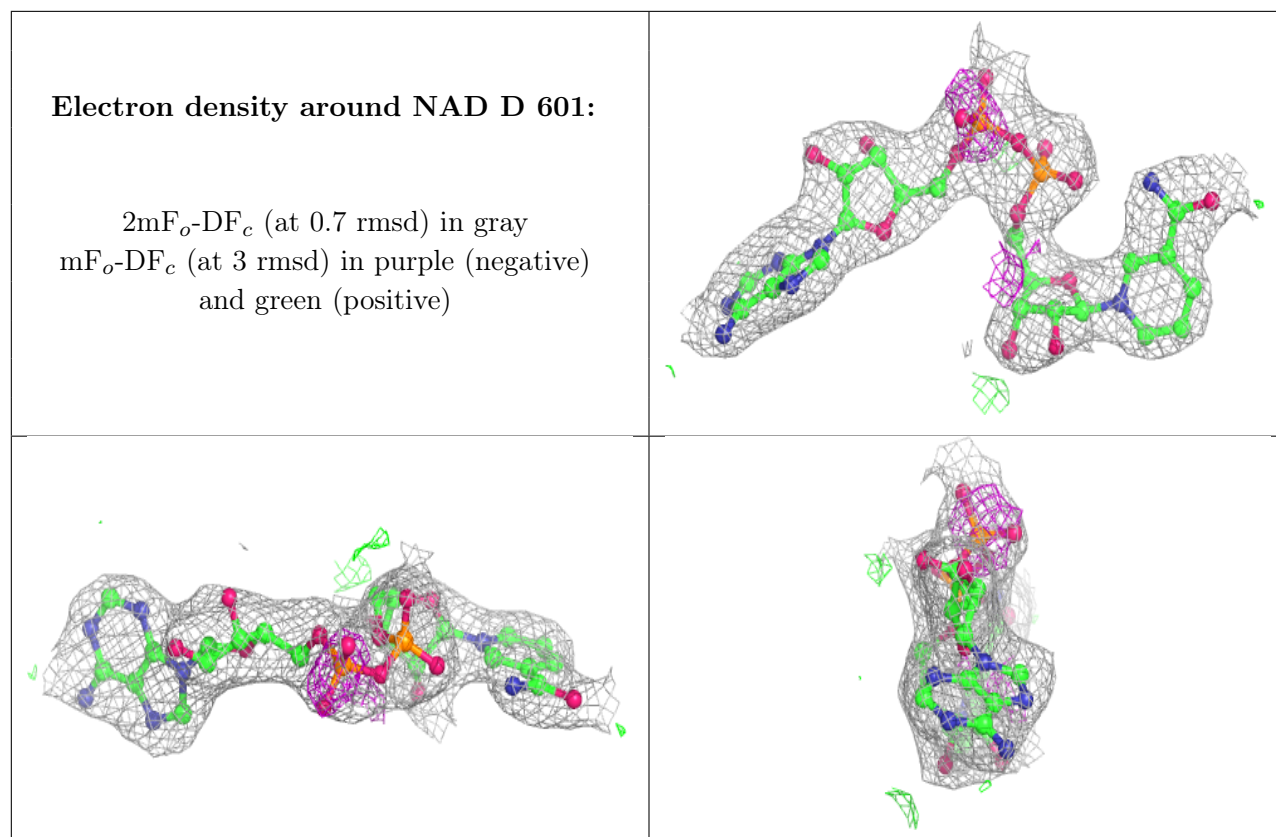 Electron density around NAD D 601:
2mFo-DFc (at 0.7 rmsd) in gray
mFo-DFc (at 3 rmsd) in purple (negative)
and green (positive)